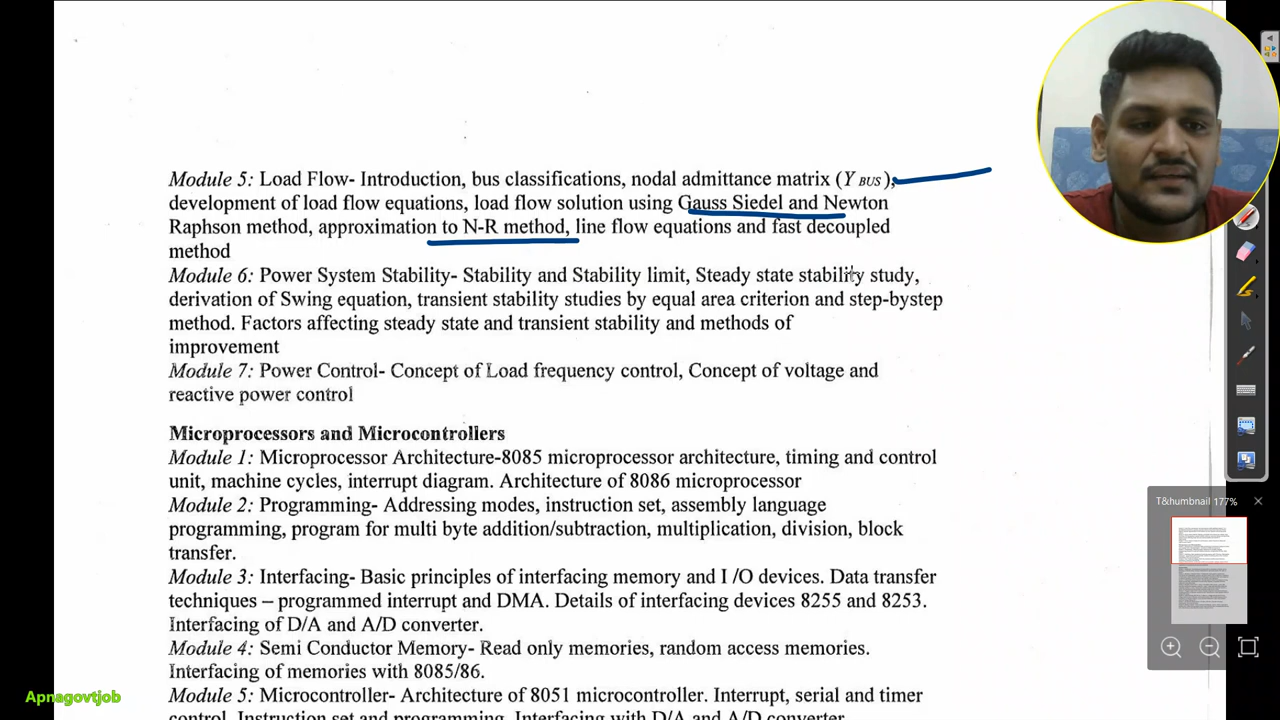 Module 5: Load Flow- Introduction, bus classifications, nodal admittance matrix (Y BUS),
development of load flow equations, load flow solution using Gauss Siedel and Newton
Raphson method, approximation to N-R method, line flow equations and fast decoupled
method
Module 6: Power System Stability- Stability and Stability limit, Steady state stability study,
derivation of Swing equation, transient stability studies by equal area criterion and step-bystep
method. Factors affecting steady state and transient stability and methods of
improvement
Module 7: Power Control- Concept of Load frequency control, Concept of voltage and
reactive power control
Microprocessors and Microcontrollers
Module 1: Microprocessor Architecture-8085 microprocessor architecture, timing and control
unit, machine cycles, interrupt diagram. Architecture of 8086 microprocessor
Module 2: Programming- Addressing modes, instruction set, assembly language
programming, program for multi byte addition/subtraction, multiplication, division, block
transfer.
Module 3: Interfacing- Basic principles of interfacing memory and I /O devices. Data transfer
techniques – programmed interrupt and DMA. Details of interfacing devices 8255 and 8253.
Interfacing of D/A and A/D converter.
Module 4: Semi Conductor Memory- Read only memories, random access memories.
Interfacing of memories with 8085/86.
Module 5: Microcontroller- Architecture of 8051 microcontroller. Interrupt, serial and timer
control. Instruction set and programming. Interfacing with D/A and A/D converter.
T&humbnail 177%
Apnagovtjob